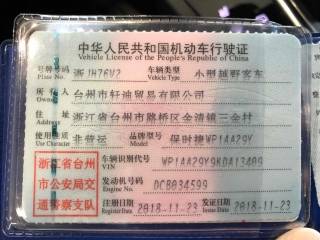 中华人民共和国机动车行驶证
Vehicle License of the People's Republic of China
号牌号码 浙JH76V2 车辆类型 小型越野客车
Plate No. Vehicle Type
所有人 台州市轩迪贸易有限公司
Owner
住址 浙江省台州市路桥区金清镇三合村
Address
使用性质 非营运 品牌型号 保时捷WP1AA29Y
Use Character Model
浙江省台州
市公安局交
通警察支队
车辆识别代号
VIN
发动机号码 DCB034599
Engine No.
注册日期 2018-11-23 发证日期 2018-11-23
Register Date Issue Date